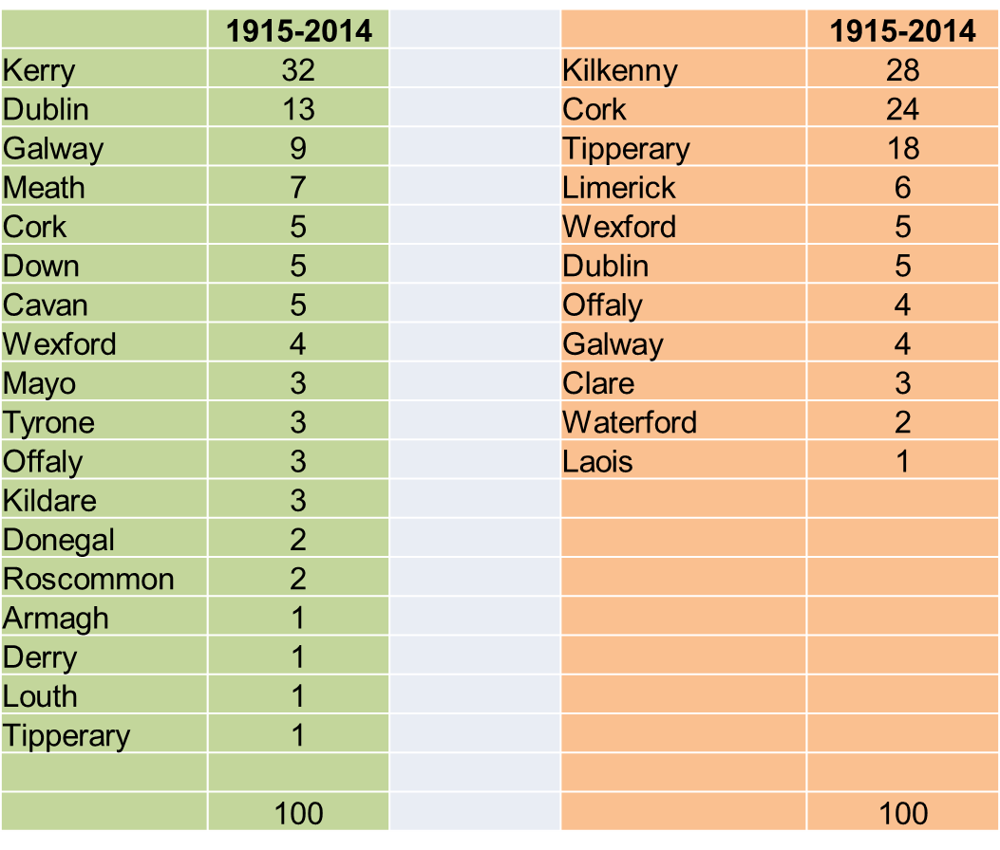 1915-2014 1915-2014
Kerry 32 Kilkenny 28
Dublin 13 Cork 24
Galway 9 Tipperary 18
Meath 7 Limerick 6
Cork 5 Wexford 5
Down 5 Dublin 5
Cavan 5 Offaly 4
Wexford 4 Galway 4
Mayo 3 Clare 3
Tyrone 3 Waterford 2
Offaly 3 Laois 1
Kildare 3
Donegal 2
Roscommon 2
Armagh 1
Derry 1
Louth 1
Tipperary 1
100 100